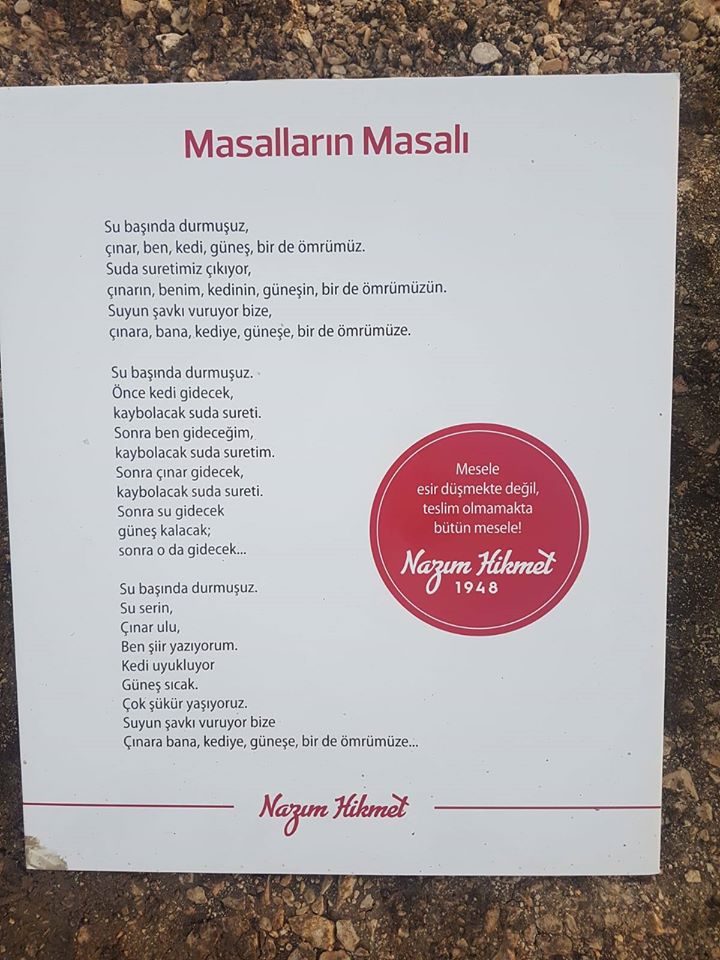 Masalların Masalı
Su başında durmuşuz,
çınar, ben, kedi, güneş, bir de ömrümüz.
Suda suretimiz çıkıyor,
çınarın, benim, kedinin, güneşin, bir de ömrümüzün.
Suyun şavkı vuruyor bize,
çınara, bana, kediye, güneşe, bir de ömrümüze.
Su başında durmuşuz.
Önce kedi gidecek,
kaybolacak suda sureti.
Sonra ben gideceğim,
kaybolacak suda suretim.
Sonra çınar gidecek,
kaybolacak suda sureti.
Sonra su gidecek
güneş kalacak;
sonra o da gidecek...
Su başında durmuşuz.
Su serin,
Çınar ulu,
Ben şiir yazıyorum.
Kedi uyukluyor
Güneş sıcak.
Çok şükür yaşıyoruz.
Suyun şavkı vuruyor bize
Çınara bana, kediye, güneşe, bir de ömrümüze...
Mesele
esir düşmekte değil,
teslim olmamakta
bütün mesele!
Nazım Hikmet
1948
Nazım Hikmet